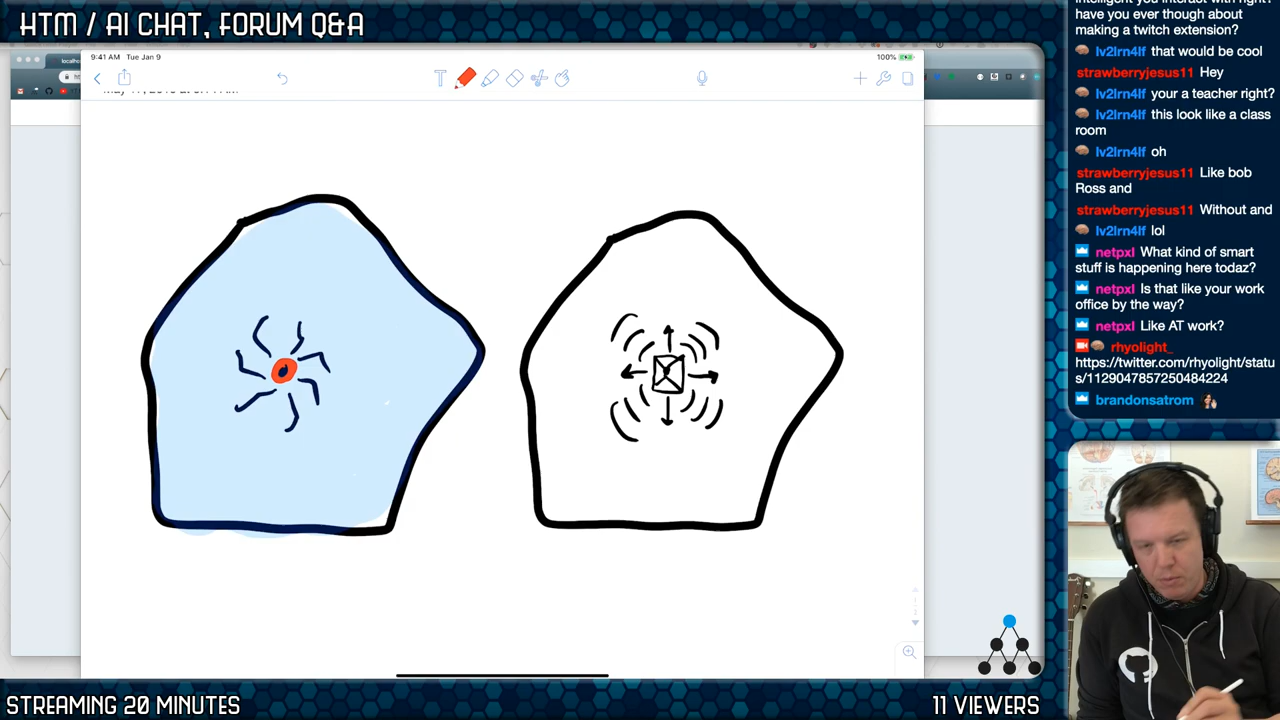 HTM / AI CHAT, FORUM Q&A
9:41 AM Tue Jan 9
100%
T
intelligent you interact with right?
have you ever though about
making a twitch extension?
lv2lrn4lf that would be cool
strawberryjesus11 Hey
lv2lrn4lf your a teacher right?
lv2lrn4lf this look like a class
room
lv2lrn4lf oh
strawberryjesus11 Like bob
Ross and
strawberryjesus11 Without and
lv2lrn4lf lol
netpxl What kind of smart
stuff is happening here todaz?
netpxl Is that like your work
office by the way?
netpxl Like AT work?
rhyolight_
https://twitter.com/rhyolight/statu
s/1129047857250484224
brandonsatrom
STREAMING 20 MINUTES
11 VIEWERS